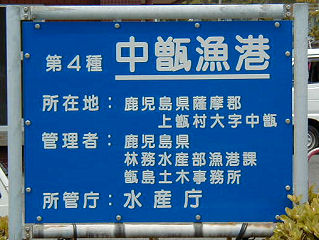 第4種 中甑漁港
所在地： 鹿児島県薩摩郡
上甑村大字中甑
管理者： 鹿児島県
林務水産部漁港課
甑島土木事務所
所管庁： 水産庁